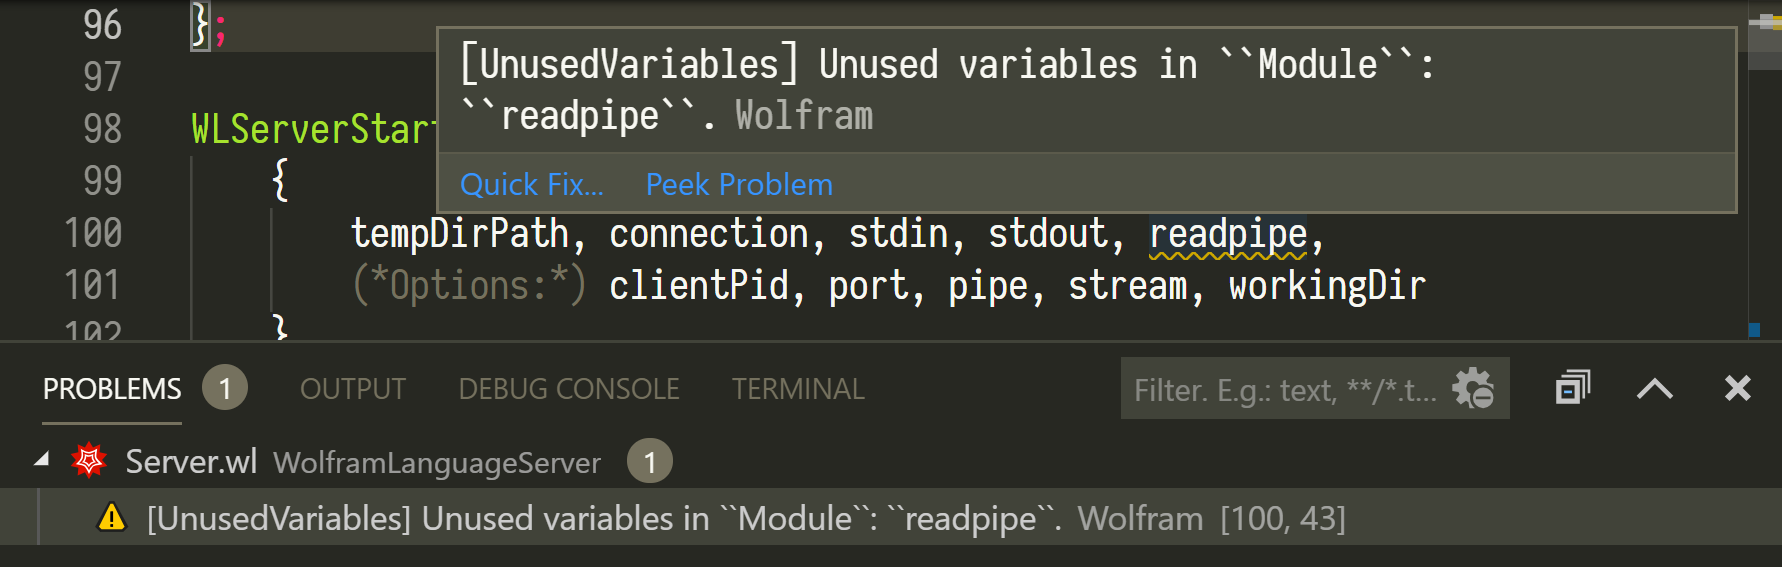 96 };
[UnusedVariables] Unused variables in ``Module``:
``readpipe``. Wolfram
Quick Fix... Peek Problem
97
98 WLServerStar
99 {
100 tempDirPath, connection, stdin, stdout, readpipe,
101 (*Options:*) clientPid, port, pipe, stream, workingDir
102 }
PROBLEMS 1 OUTPUT DEBUG CONSOLE TERMINAL Filter. E.g.: text, **/*.t...
Server.wl WolframLanguageServer 1
[UnusedVariables] Unused variables in ``Module``: ``readpipe``. Wolfram [100, 43]